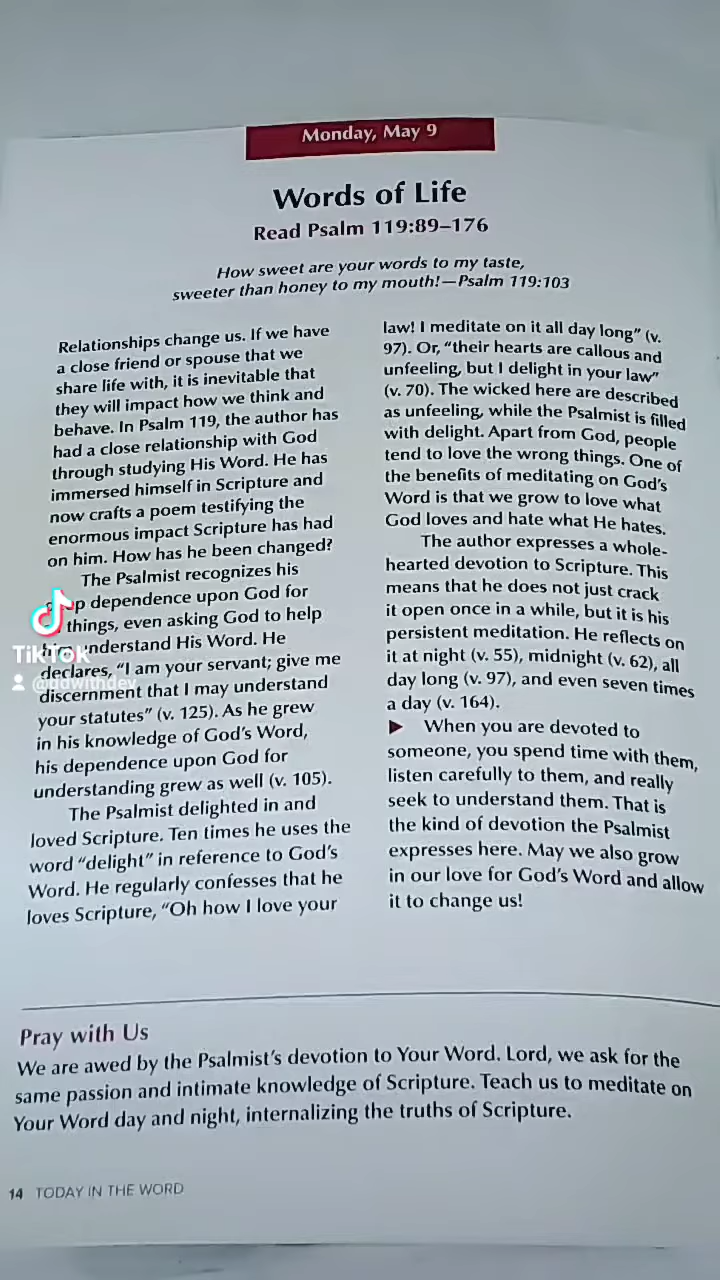 Monday, May 9
Words of Life
Read Psalm 119:89–176
How sweet are your words to my taste,
sweeter than honey to my mouth!—Psalm 119:103
Relationships change us. If we have
a close friend or spouse that we
share life with, it is inevitable that
they will impact how we think and
behave. In Psalm 119, the author has
had a close relationship with God
through studying His Word. He has
immersed himself in Scripture and
now crafts a poem testifying the
enormous impact Scripture has had
on him. How has he been changed?
The Psalmist recognizes his
dependence upon God for
things, even asking God to help
understand His Word. He
declares, “I am your servant; give me
discernment that I may understand
your statutes” (v. 125). As he grew
in his knowledge of God’s Word,
his dependence upon God for
understanding grew as well (v. 105).
The Psalmist delighted in and
loved Scripture. Ten times he uses the
word “delight” in reference to God’s
Word. He regularly confesses that he
loves Scripture, “Oh how I love your
law! I meditate on it all day long” (v.
97). Or, “their hearts are callous and
unfeeling, but I delight in your law”
(v. 70). The wicked here are described
as unfeeling, while the Psalmist is filled
with delight. Apart from God, people
tend to love the wrong things. One of
the benefits of meditating on God’s
Word is that we grow to love what
God loves and hate what He hates.
The author expresses a whole-
hearted devotion to Scripture. This
means that he does not just crack
it open once in a while, but it is his
persistent meditation. He reflects on
it at night (v. 55), midnight (v. 62), all
day long (v. 97), and even seven times
a day (v. 164).
▶ When you are devoted to
someone, you spend time with them,
listen carefully to them, and really
seek to understand them. That is
the kind of devotion the Psalmist
expresses here. May we also grow
in our love for God’s Word and allow
it to change us!
Pray with Us
We are awed by the Psalmist’s devotion to Your Word. Lord, we ask for the
same passion and intimate knowledge of Scripture. Teach us to meditate on
Your Word day and night, internalizing the truths of Scripture.
14 TODAY IN THE WORD
TikTok
@gdwithdev